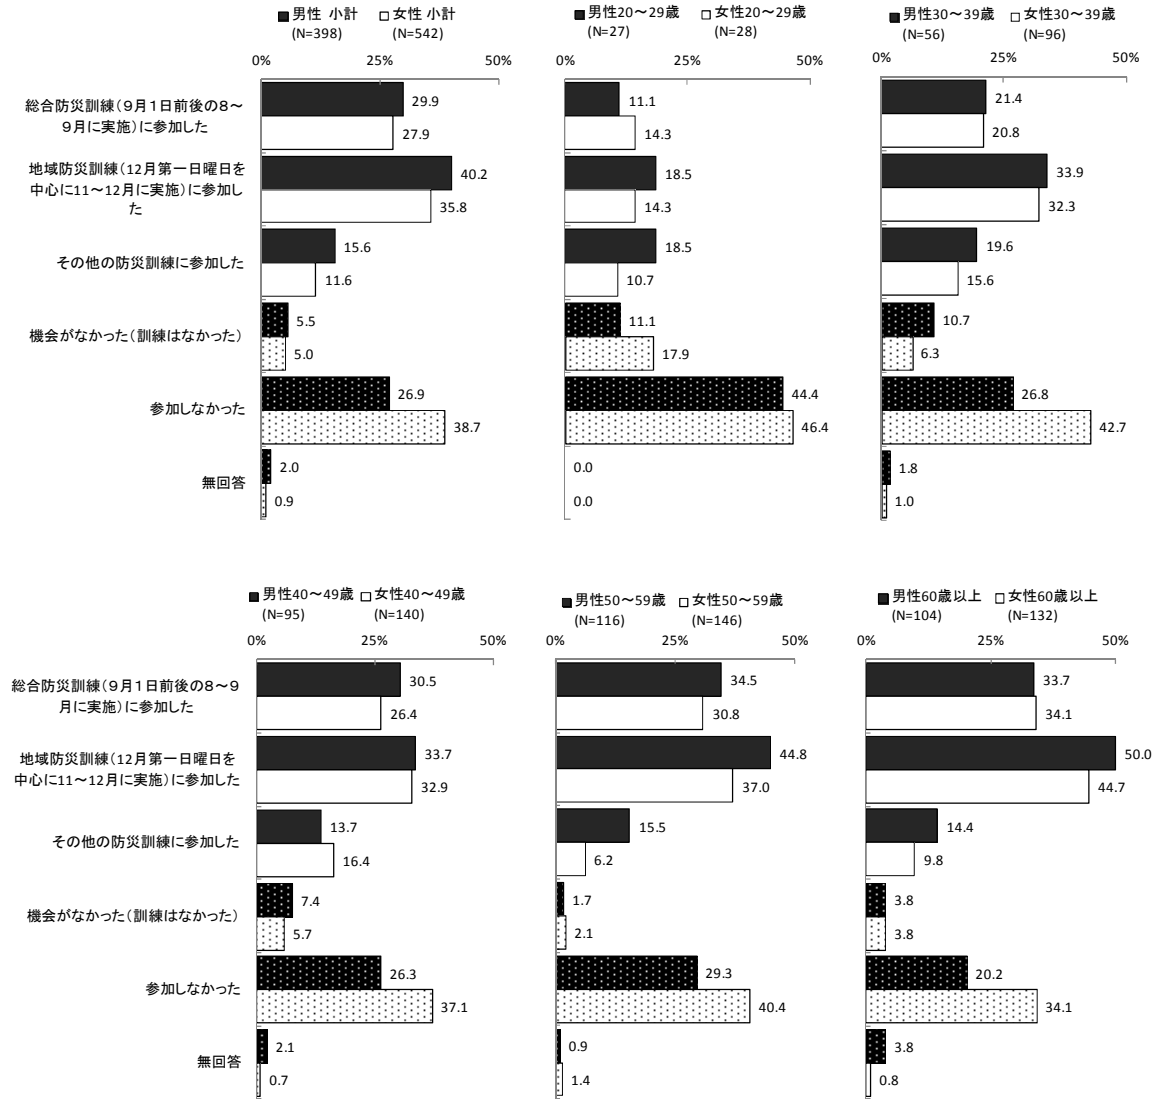 ■ 男性 小計 □ 女性 小計
(N=398) (N=542)
0% 25% 50%
総合防災訓練(9月1日前後の8～
9月に実施)に参加した
29.9
27.9
地域防災訓練(12月第一日曜日を
中心に11～12月に実施)に参加し
た
40.2
35.8
その他の防災訓練に参加した
15.6
11.6
機会がなかった(訓練はなかった)
5.5
5.0
参加しなかった
26.9
38.7
無回答
2.0
0.9
■ 男性20～29歳 □ 女性20～29歳
(N=27) (N=28)
0% 25% 50%
11.1
14.3
18.5
14.3
18.5
10.7
11.1
17.9
44.4
46.4
0.0
0.0
■ 男性30～39歳 □ 女性30～39歳
(N=56) (N=96)
0% 25% 50%
21.4
20.8
33.9
32.3
19.6
15.6
10.7
6.3
26.8
42.7
1.8
1.0
■ 男性40～49歳 □ 女性40～49歳
(N=95) (N=140)
0% 25% 50%
総合防災訓練(9月1日前後の8～9
月に実施)に参加した
30.5
26.4
地域防災訓練(12月第一日曜日を
中心に11～12月に実施)に参加した
33.7
32.9
その他の防災訓練に参加した
13.7
16.4
機会がなかった(訓練はなかった)
7.4
5.7
参加しなかった
26.3
37.1
無回答
2.1
0.7
■ 男性50～59歳 □ 女性50～59歳
(N=116) (N=146)
0% 25% 50%
34.5
30.8
44.8
37.0
15.5
6.2
1.7
2.1
29.3
40.4
0.9
1.4
■ 男性60歳以上 □ 女性60歳以上
(N=104) (N=132)
0% 25% 50%
33.7
34.1
50.0
44.7
14.4
9.8
3.8
3.8
20.2
34.1
3.8
0.8